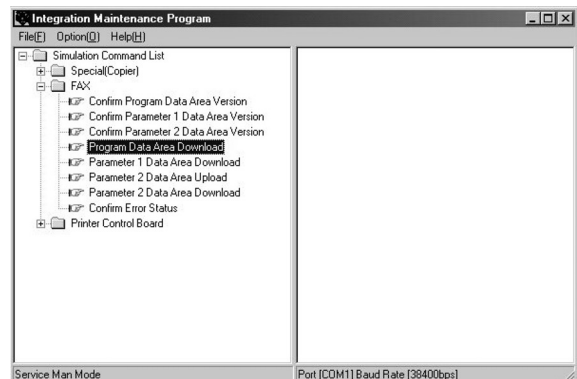 Integration Maintenance Program
File(F) Option(O) Help(H)
Simulation Command List
Special(Copier)
FAX
Confirm Program Data Area Version
Confirm Parameter 1 Data Area Version
Confirm Parameter 2 Data Area Version
Program Data Area Download
Parameter 1 Data Area Download
Parameter 2 Data Area Upload
Parameter 2 Data Area Download
Confirm Error Status
Printer Control Board
Service Man Mode Port [COM1] Baud Rate [38400bps]